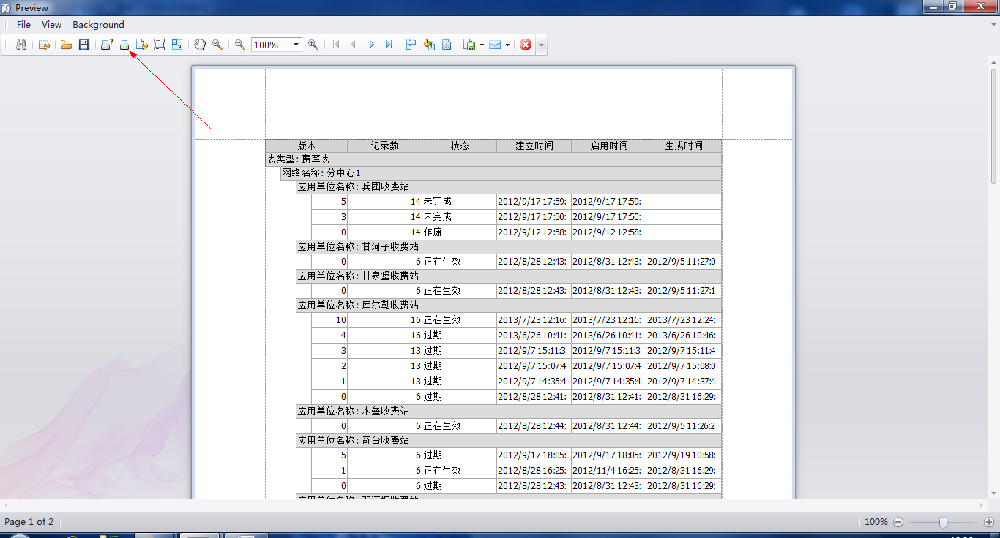 Preview
File View Background
100%
版本 记录数 状态 建立时间 启用时间 生成时间
表类型: 费率表
网络名称: 分中心1
应用单位名称: 兵团收费站
5 14 未完成 2012/9/17 17:59: 2012/9/17 17:59:
3 14 未完成 2012/9/17 17:50: 2012/9/17 17:50:
0 14 作废 2012/9/12 12:58: 2012/9/12 12:58:
应用单位名称: 甘河子收费站
0 6 正在生效 2012/8/28 12:43: 2012/8/31 12:43: 2012/9/5 11:27:0
应用单位名称: 甘泉堡收费站
0 6 正在生效 2012/8/28 12:43: 2012/8/31 12:43: 2012/9/5 11:27:1
应用单位名称: 库尔勒收费站
10 16 正在生效 2013/7/23 12:16: 2013/7/23 12:16: 2013/7/23 12:24:
4 16 过期 2013/6/26 10:41: 2013/6/26 10:41: 2013/6/26 10:46:
3 13 过期 2012/9/7 15:11:3 2012/9/7 15:11:3 2012/9/7 15:11:4
2 13 过期 2012/9/7 15:07:4 2012/9/7 15:07:4 2012/9/7 15:08:0
1 13 过期 2012/9/7 14:35:4 2012/9/7 14:35:4 2012/9/7 14:37:4
0 6 过期 2012/8/28 12:41: 2012/8/31 12:41: 2012/8/31 16:29:
应用单位名称: 木垒收费站
0 6 正在生效 2012/8/28 12:44: 2012/8/31 12:44: 2012/9/5 11:26:2
应用单位名称: 奇台收费站
5 6 过期 2012/9/17 18:05: 2012/9/17 18:05: 2012/9/19 10:58:
1 6 正在生效 2012/8/28 16:25: 2012/11/4 16:25: 2012/8/31 16:29:
0 6 过期 2012/8/28 12:43: 2012/8/31 12:43: 2012/8/31 16:29:
Page 1 of 2 100%